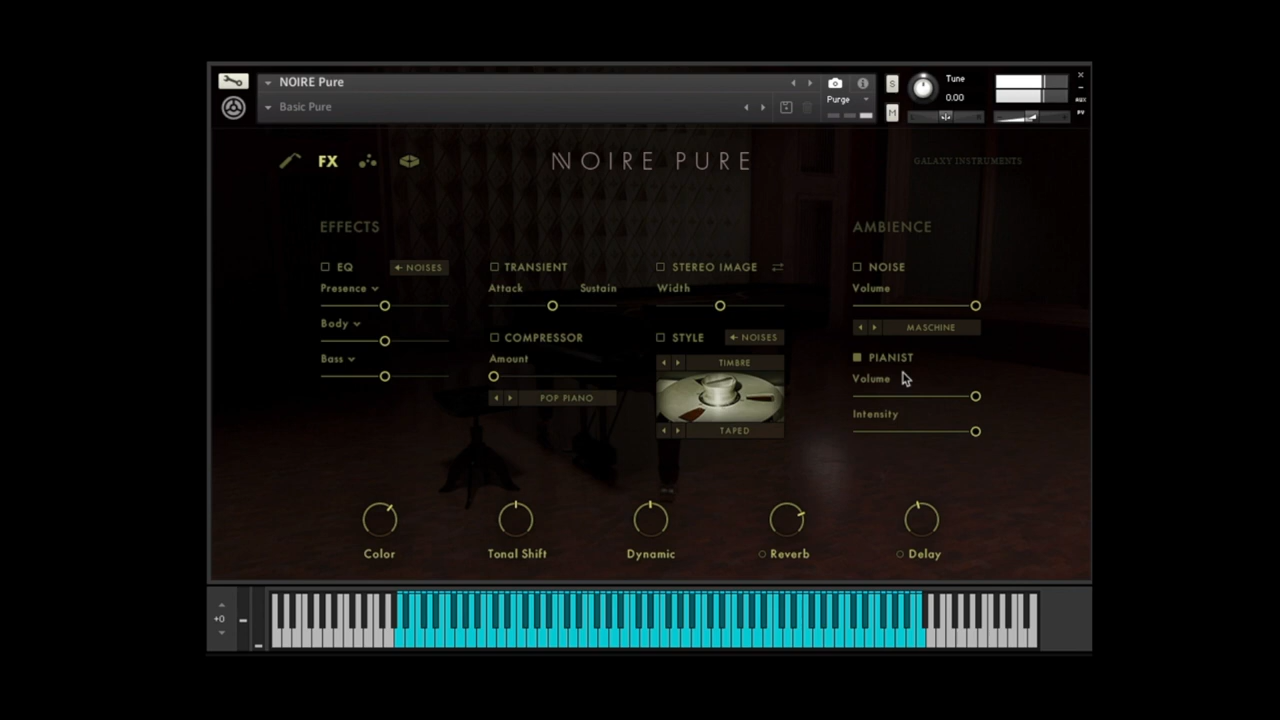 NOIRE Pure
Basic Pure
Purge
S
M
Tune
0.00
L
R
AUX
PV
FX
NOIRE PURE
GALAXY INSTRUMENTS
EFFECTS
AMBIENCE
EQ
NOISES
TRANSIENT
STEREO IMAGE
NOISE
Presence
Attack
Sustain
Width
Volume
Body
COMPRESSOR
STYLE
NOISES
MASCHINE
Bass
Amount
TIMBRE
PIANIST
Volume
POP PIANO
Intensity
TAPED
Color
Tonal Shift
Dynamic
Reverb
Delay
+0